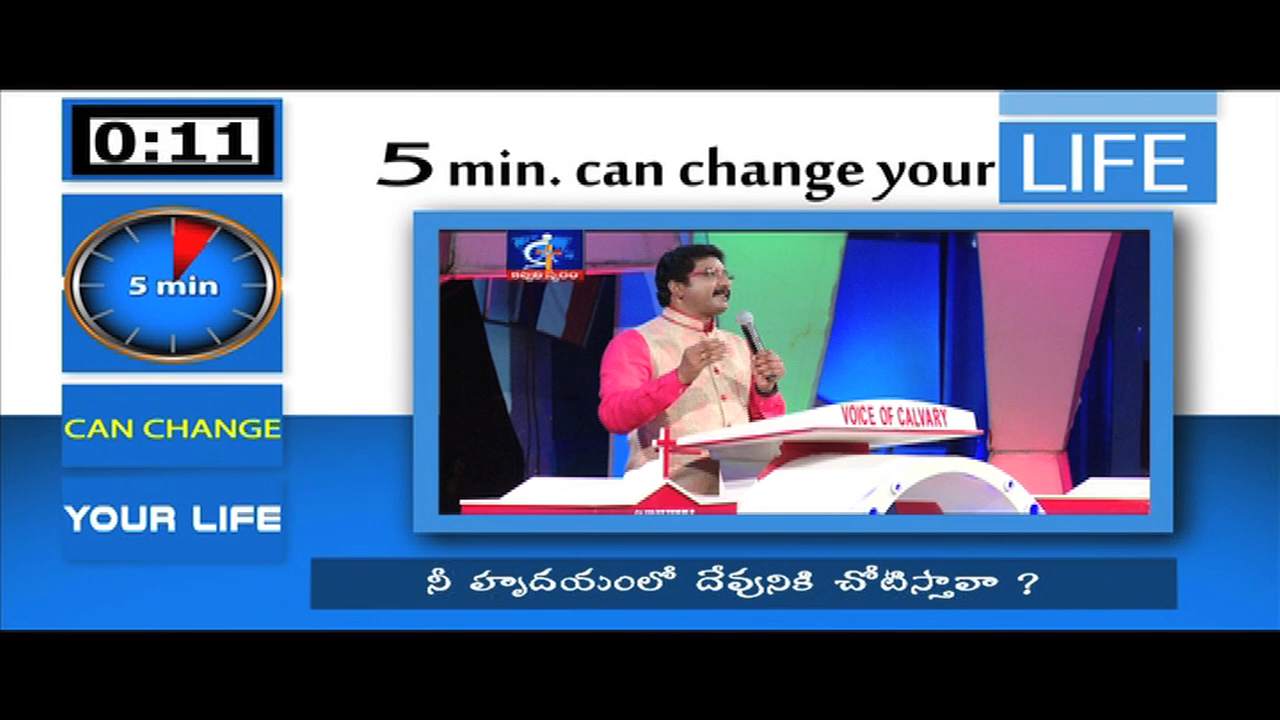 0:11
5 min. can change your LIFE
5 min
CAN CHANGE
YOUR LIFE
VOICE OF CALVARY
నీ హృదయంలో దేవునికి చోటిస్తావా ?